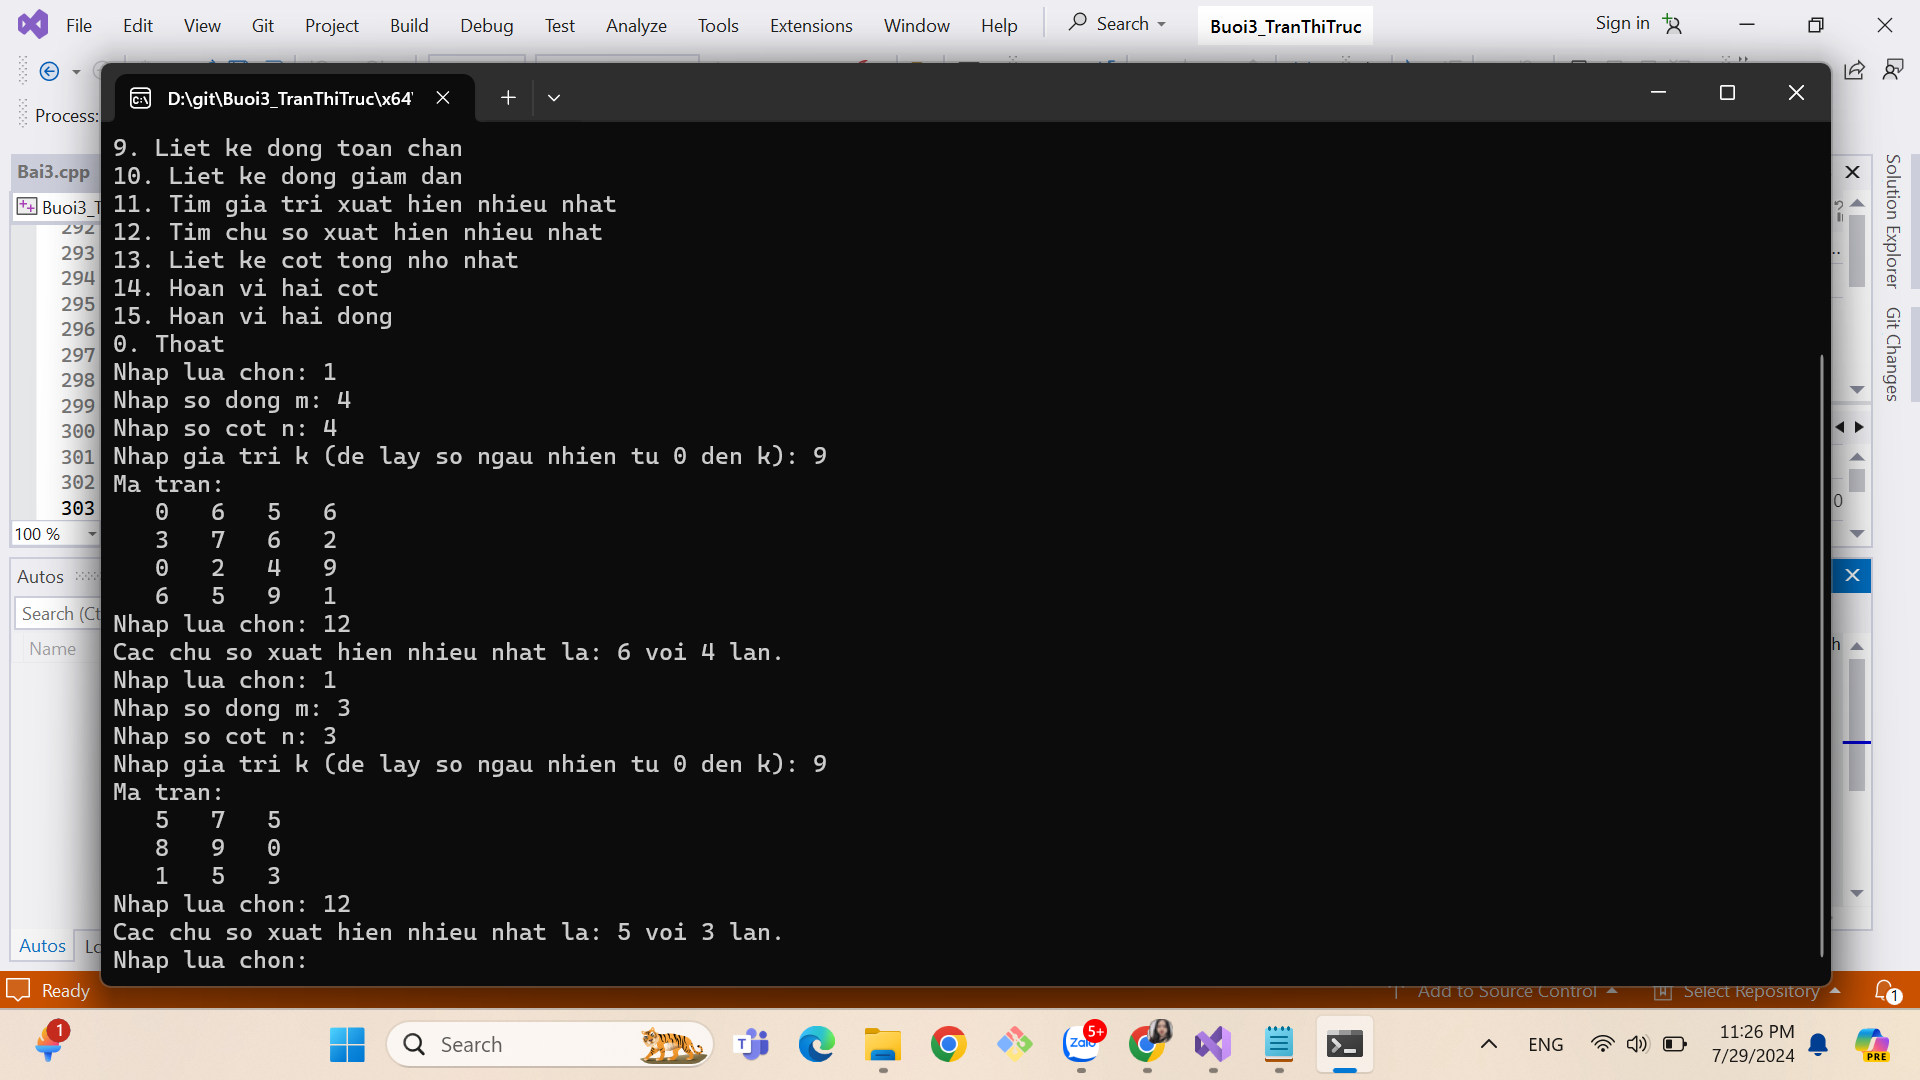 File Edit View Git Project Build Debug Test Analyze Tools Extensions Window Help Search Buoi3_TranThiTruc Sign in
Process:
D:\git\Buoi3_TranThiTruc\x64
Bai3.cpp
Buoi3_T
292
293
294
295
296
297
298
299
300
301
302
303
100 %
Autos
Search (Ct
Name
Autos
9. Liet ke dong toan chan
10. Liet ke dong giam dan
11. Tim gia tri xuat hien nhieu nhat
12. Tim chu so xuat hien nhieu nhat
13. Liet ke cot tong nho nhat
14. Hoan vi hai cot
15. Hoan vi hai dong
0. Thoat
Nhap lua chon: 1
Nhap so dong m: 4
Nhap so cot n: 4
Nhap gia tri k (de lay so ngau nhien tu 0 den k): 9
Ma tran:
0 6 5 6
3 7 6 2
0 2 4 9
6 5 9 1
Nhap lua chon: 12
Cac chu so xuat hien nhieu nhat la: 6 voi 4 lan.
Nhap lua chon: 1
Nhap so dong m: 3
Nhap so cot n: 3
Nhap gia tri k (de lay so ngau nhien tu 0 den k): 9
Ma tran:
5 7 5
8 9 0
1 5 3
Nhap lua chon: 12
Cac chu so xuat hien nhieu nhat la: 5 voi 3 lan.
Nhap lua chon:
Solution Explorer
Git Changes
Ready Add to Source Control Select Repository 1
1 Search Zalo 5+ ENG 11:26 PM
7/29/2024
PRE